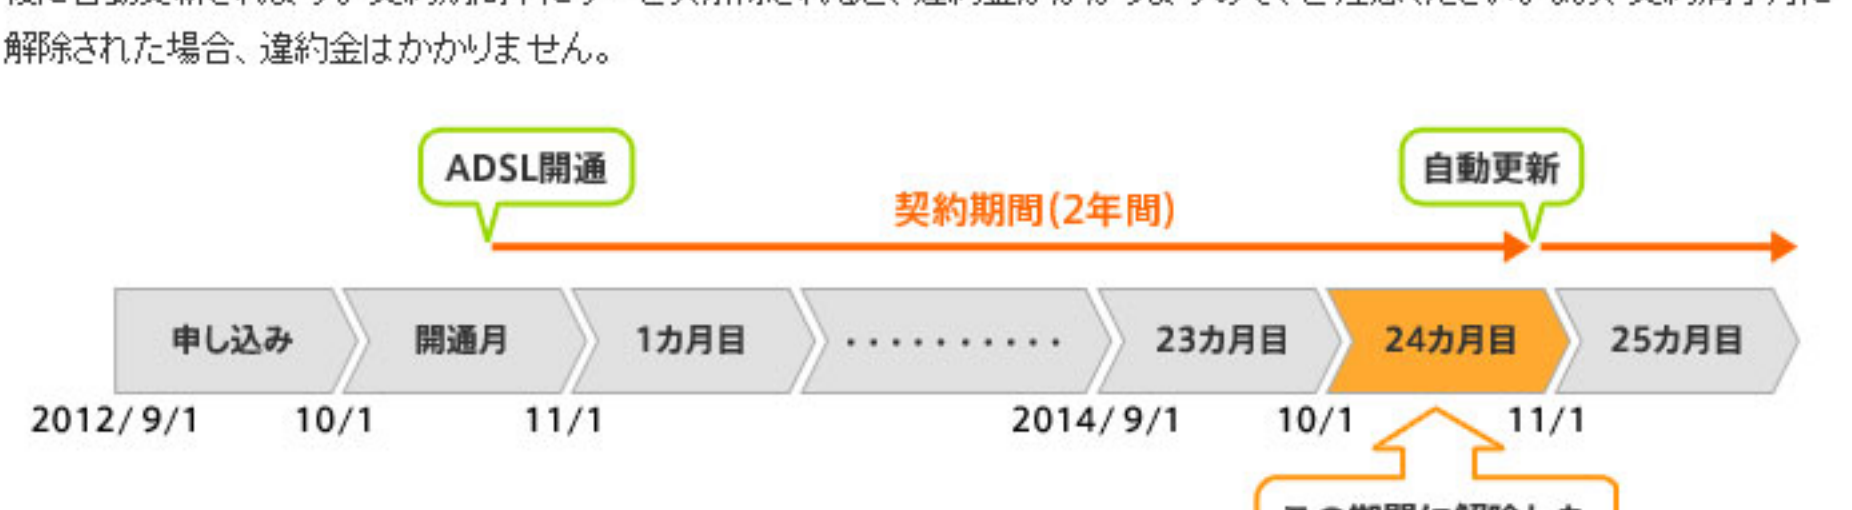 解除された場合、違約金はかかりません。
ADSL開通
自動更新
契約期間(2年間)
申し込み
開通月
1カ月目
..........
23カ月目
24カ月目
25カ月目
2012/9/1
10/1
11/1
2014/9/1
10/1
11/1